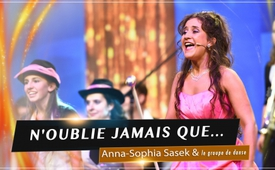 N'OUBLIE JAMAIS QUE...
Anna-Sophia Sasek & le groupe de danse